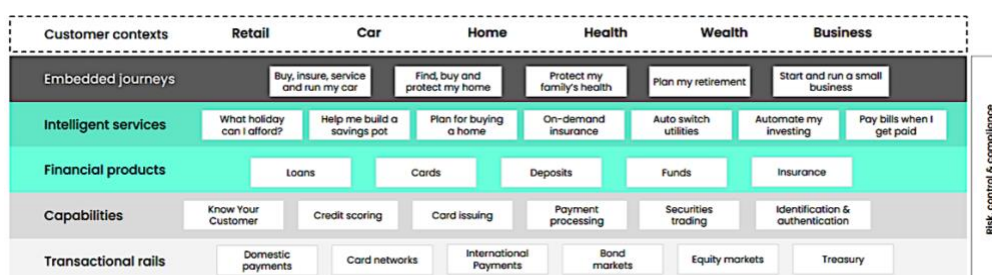 Customer contexts Retail Car Home Health Wealth Business
Embedded journeys
Buy, insure, service
and run my car
Find, buy and
protect my home
Protect my
family's health
Plan my retirement
Start and run a small
business
Intelligent services
What holiday
can I afford?
Help me build a
savings pot
Plan for buying
a home
On-demand
insurance
Auto switch
utilities
Automate my
investing
Pay bills when I
get paid
Financial products
Loans
Cards
Deposits
Funds
Insurance
Capabilities
Know Your
Customer
Credit scoring
Card issuing
Payment
processing
Securities
trading
Identification &
authentication
Transactional rails
Domestic
payments
Card networks
International
Payments
Bond
markets
Equity markets
Treasury
Risk, control & compliance